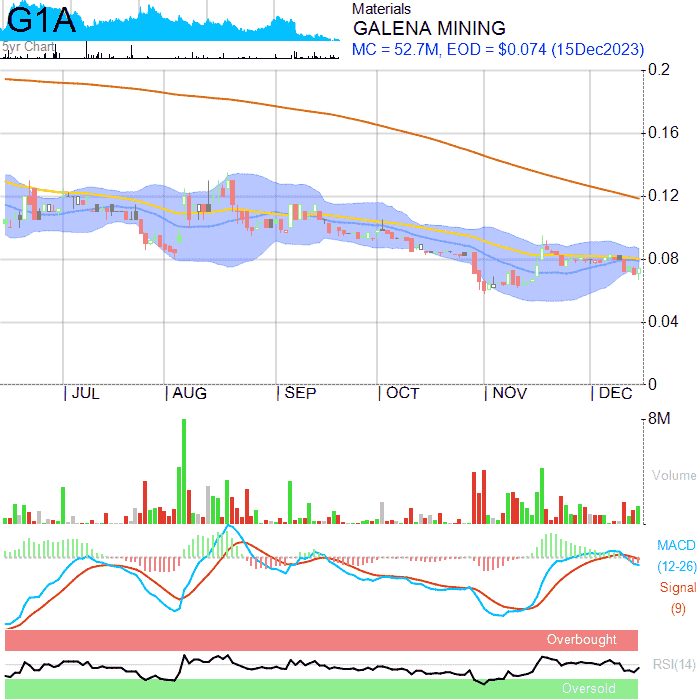 G1A
5yr Chart
Materials
GALENA MINING
MC = 52.7M, EOD = $0.074 (15Dec2023)
0.2
0.16
0.12
0.08
0.04
0
JUL AUG SEP OCT NOV DEC
8M
Volume
MACD
(12-26)
Signal
(9)
Overbought
RSI(14)
Oversold